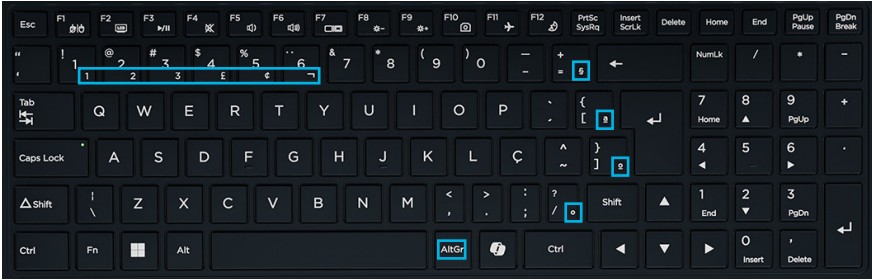 Esc F1 F2 F3 F4 F5 F6 F7 F8 F9 F10 F11 F12 PrtSc SysRq Insert ScrLk Delete Home End PgUp Pause PgDn Break
“ ‘ ! 1 1 @ 2 2 # 3 3 $ 4 £ % 5 ¢ ¨ 6 ¬ & 7 * 8 ( 9 ) 0 — – + = § ← NumLk / * -
Tab Q W E R T Y U I O P ` ´ { [ ª 7 Home 8 ▲ 9 PgUp +
Caps Lock A S D F G H J K L Ç ^ ~ } ] º 4 ◄ 5 6 ► .
Shift ¦ \ Z X C V B N M < , > . : ; ? / ° Shift ▲ 1 End 2 ▼ 3 PgDn
Ctrl Fn Alt AltGr Ctrl ◄ ▼ ► 0 Insert , Delete